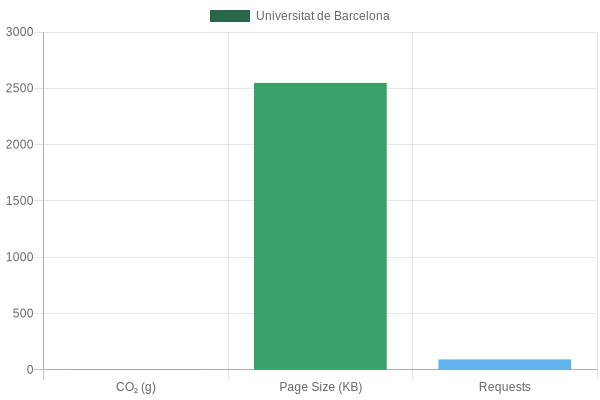 Universitat de Barcelona
3000
2500
2000
1500
1000
500
0
CO₂ (g)
Page Size (KB)
Requests